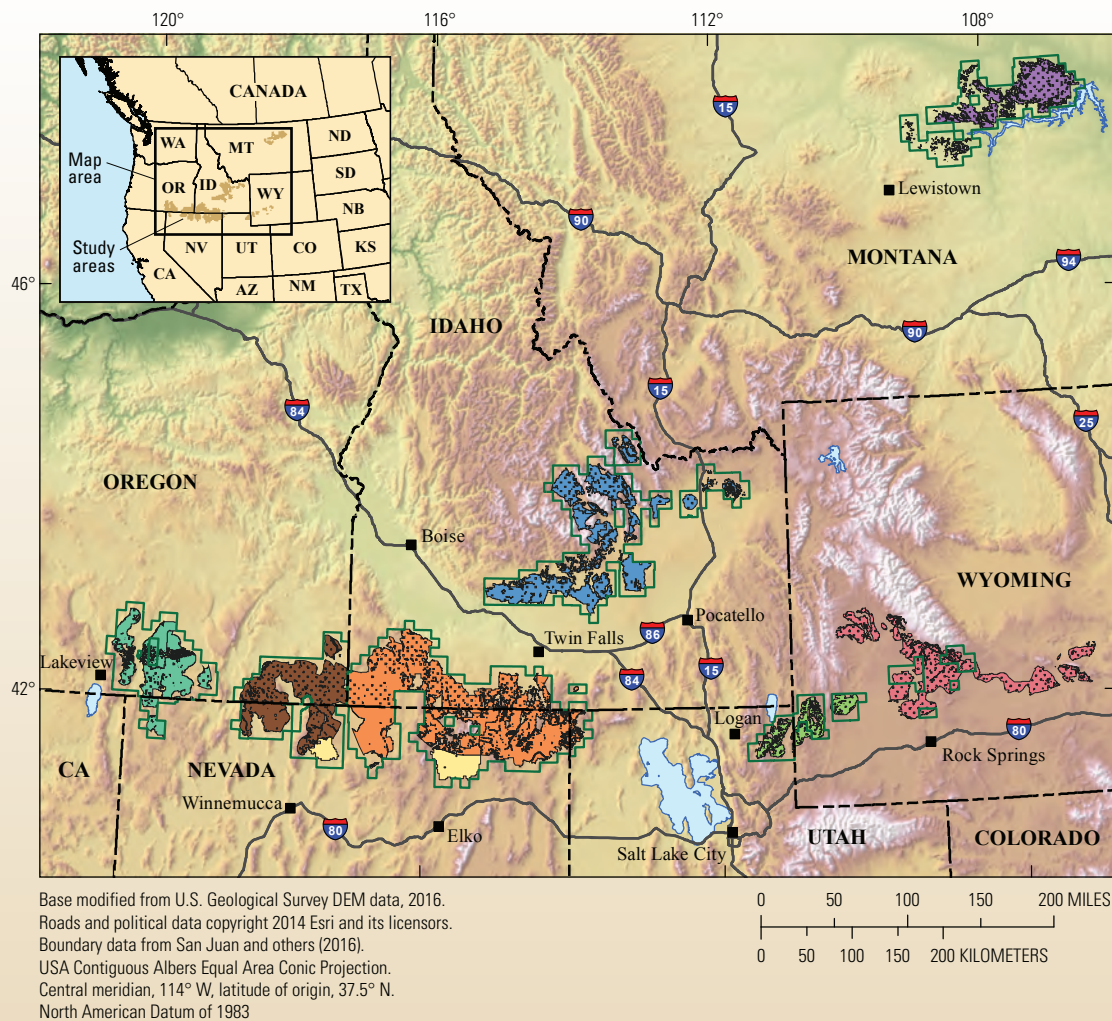 120°
116°
112°
108°
CANADA
WA
MT
ND
Map
area
OR
ID
SD
WY
NB
Study
areas
NV
UT
CO
KS
CA
AZ
NM
TX
15
90
Lewistown
MONTANA
94
46°
90
IDAHO
15
84
25
OREGON
Boise
WYOMING
Pocatello
Twin Falls
86
Lakeview
84
15
42°
Logan
80
CA
NEVADA
Rock Springs
Winnemucca
80
Elko
Salt Lake City
UTAH
COLORADO
Base modified from U.S. Geological Survey DEM data, 2016.
Roads and political data copyright 2014 Esri and its licensors.
Boundary data from San Juan and others (2016).
USA Contiguous Albers Equal Area Conic Projection.
Central meridian, 114° W, latitude of origin, 37.5° N.
North American Datum of 1983
0 50 100 150 200 MILES
0 50 100 150 200 KILOMETERS